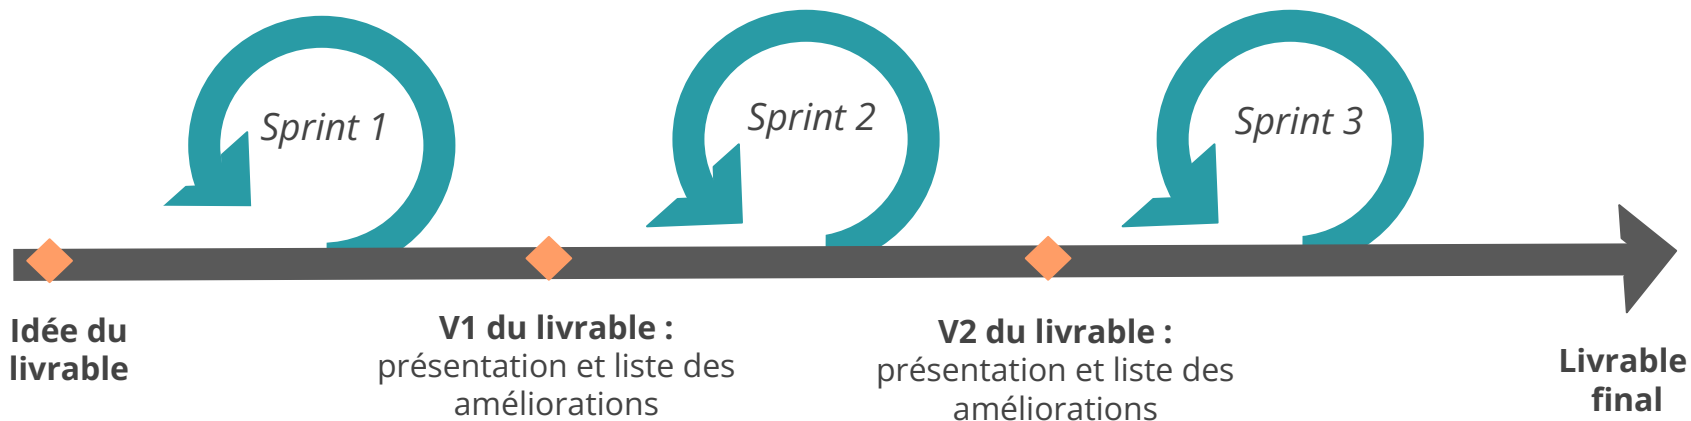 Sprint 1
Sprint 2
Sprint 3
Idée du
livrable
V1 du livrable :
présentation et liste des
améliorations
V2 du livrable :
présentation et liste des
améliorations
Livrable
final